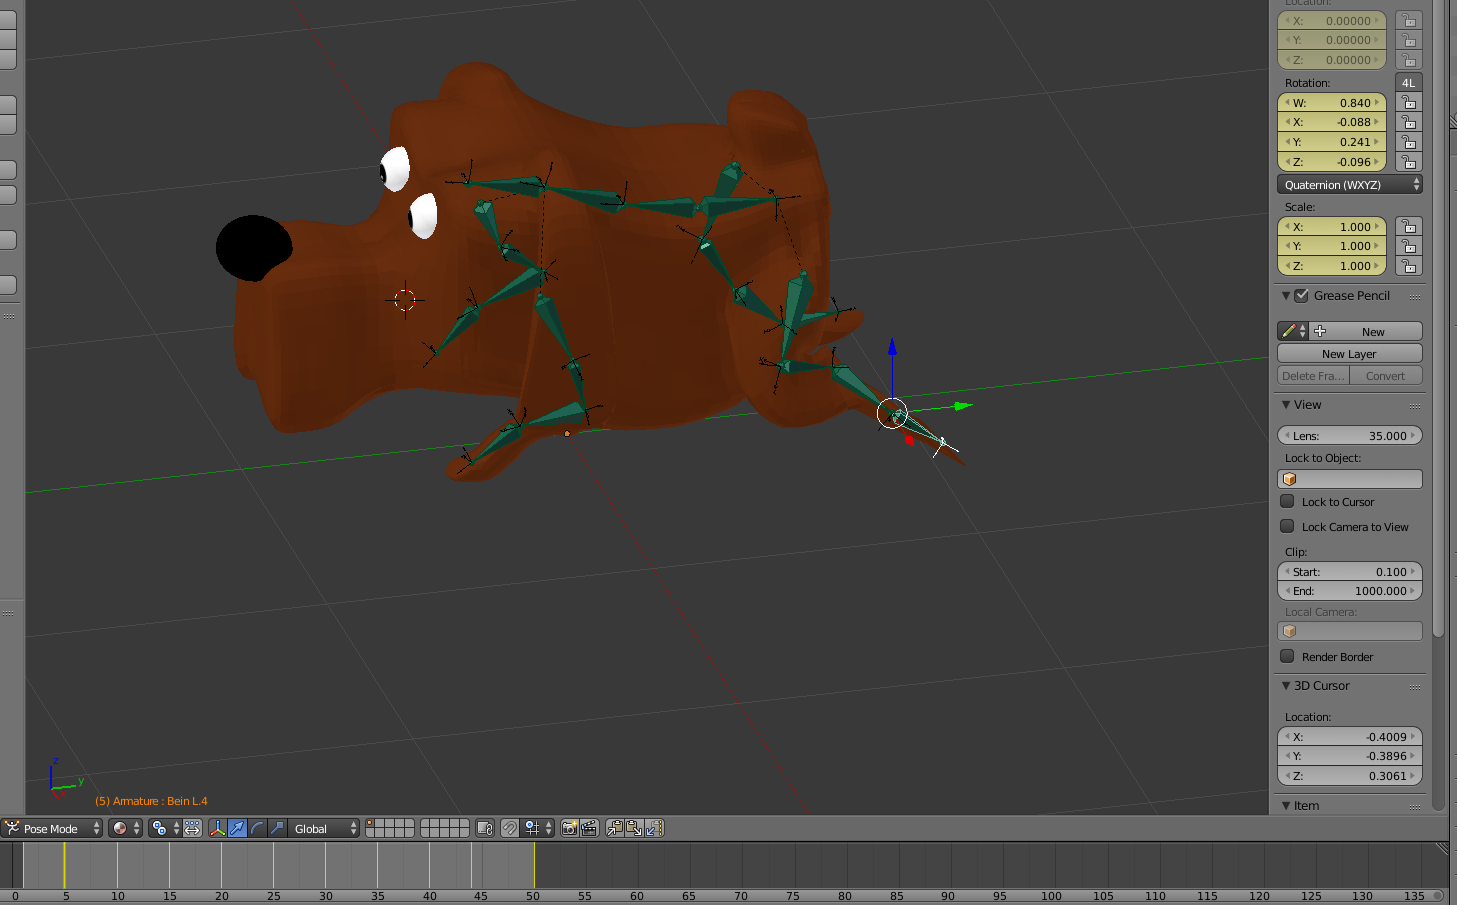 Location:
X: 0.00000
Y: 0.00000
Z: 0.00000
Rotation: 4L
W: 0.840
X: -0.088
Y: 0.241
Z: -0.096
Quaternion (WXYZ)
Scale:
X: 1.000
Y: 1.000
Z: 1.000
Grease Pencil
New
New Layer
Delete Fra... Convert
View
Lens: 35.000
Lock to Object:
Lock to Cursor
Lock Camera to View
Clip:
Start: 0.100
End: 1000.000
Local Camera:
Render Border
3D Cursor
Location:
X: -0.4009
Y: -0.3896
Z: 0.3061
Item
z
y
(5) Armature : Bein L.4
Pose Mode Global
0 5 10 15 20 25 30 35 40 45 50 55 60 65 70 75 80 85 90 95 100 105 110 115 120 125 130 135